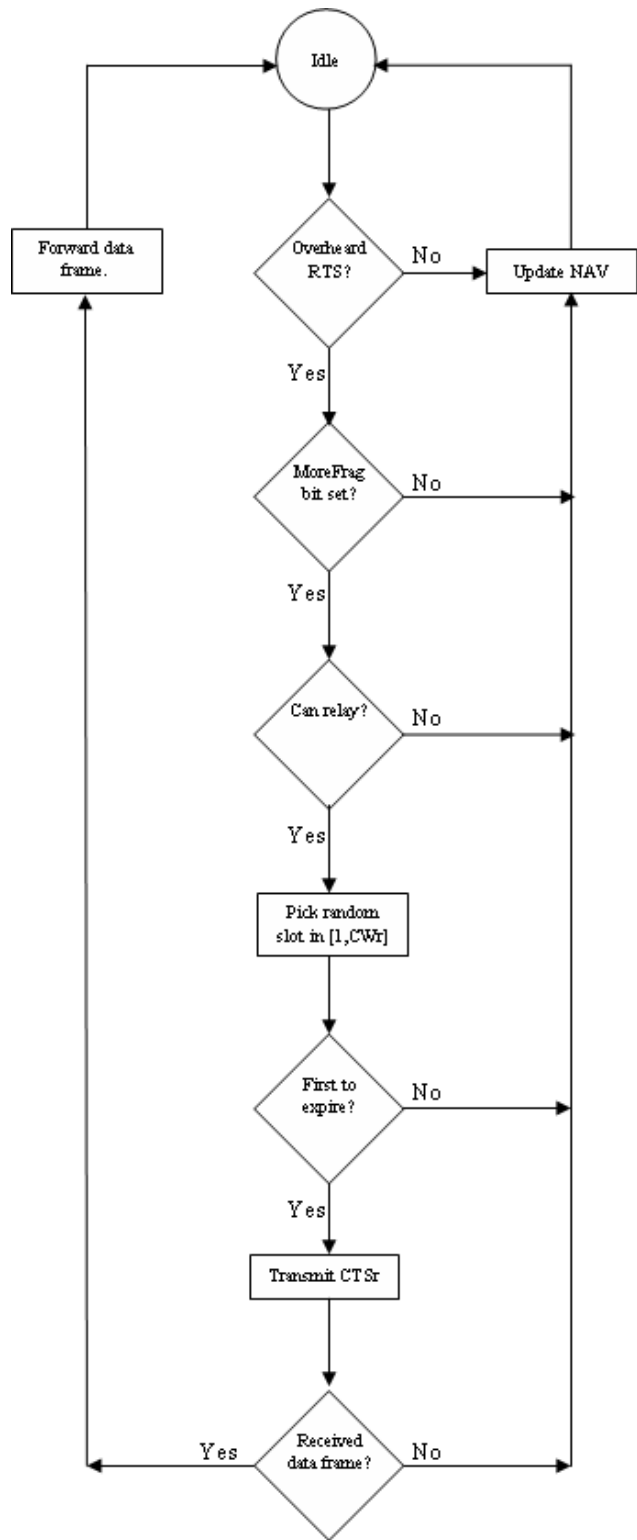 Idle
Forward data
frame.
Overheard
RTS?
No
Update NAV
Yes
MoreFrag
bit set?
No
Yes
Can relay?
No
Yes
Pick random
slot in [1,CWr]
First to
expire?
No
Yes
Transmit CTSr
Yes
Received
data frame?
No